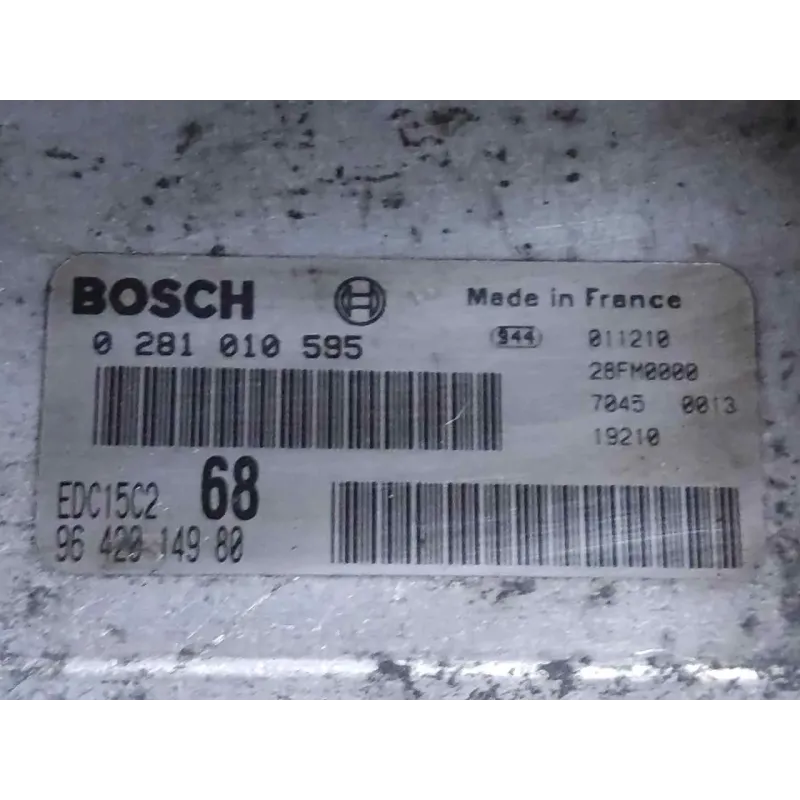 BOSCH Made in France
0 281 010 595 944 011210
28FM0000
7045 0013
19210
EDC15C2 68
96 420 149 80